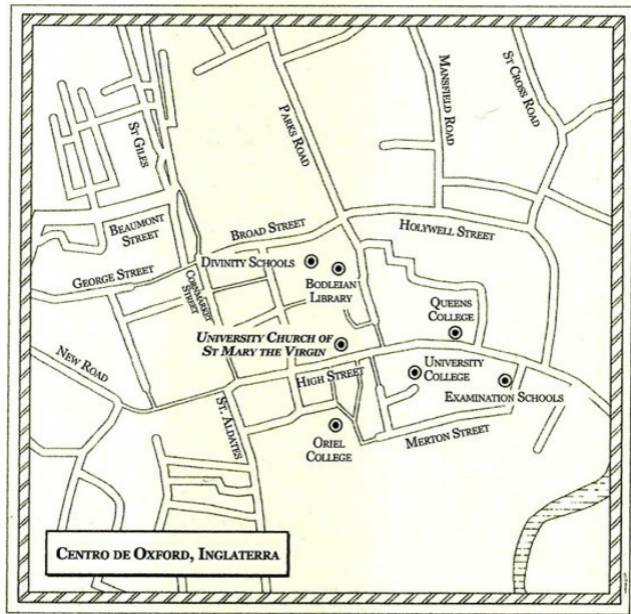 ST GILES
PARKS ROAD
MANSFIELD ROAD
ST CROSS ROAD
BEAUMONT
STREET
BROAD STREET
HOLYWELL STREET
GEORGE STREET
CORNMARKET
STREET
DIVINITY SCHOOLS
BODLEIAN
LIBRARY
QUEENS
COLLEGE
UNIVERSITY CHURCH OF
ST MARY THE VIRGIN
NEW ROAD
HIGH STREET
UNIVERSITY
COLLEGE
EXAMINATION SCHOOLS
ST. ALDATES
ORIEL
COLLEGE
MERTON STREET
CENTRO DE OXFORD, INGLATERRA